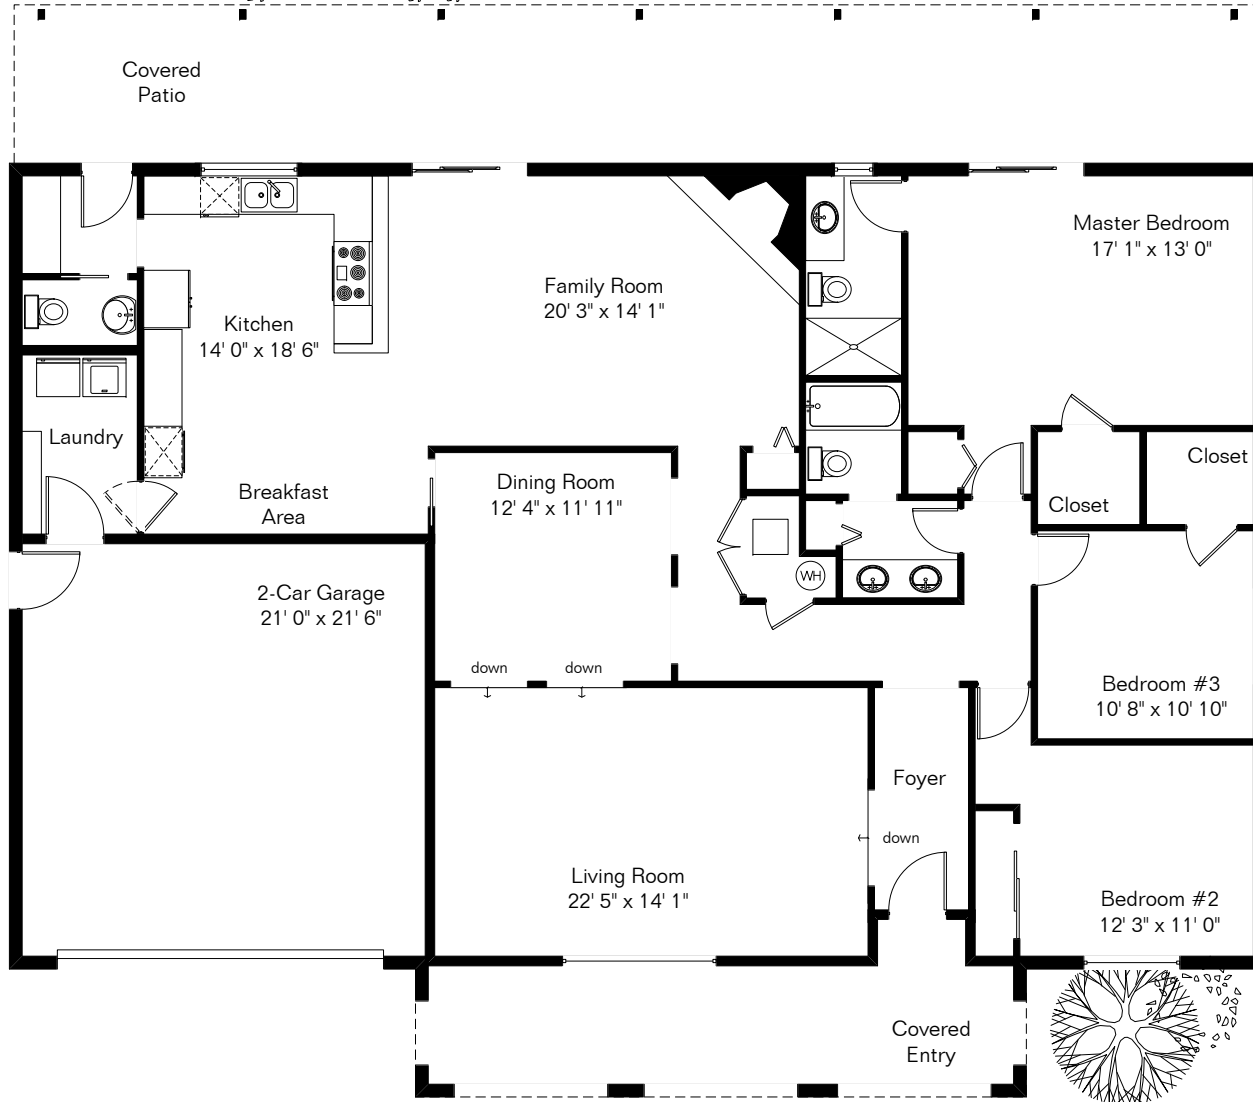 Covered
Patio
Master Bedroom
17' 1" x 13' 0"
Family Room
20' 3" x 14' 1"
Kitchen
14' 0" x 18' 6"
Laundry
Closet
Breakfast
Area
Dining Room
12' 4" x 11' 11"
Closet
WH
2-Car Garage
21' 0" x 21' 6"
down
down
Bedroom #3
10' 8" x 10' 10"
Foyer
down
Living Room
22' 5" x 14' 1"
Bedroom #2
12' 3" x 11' 0"
Covered
Entry